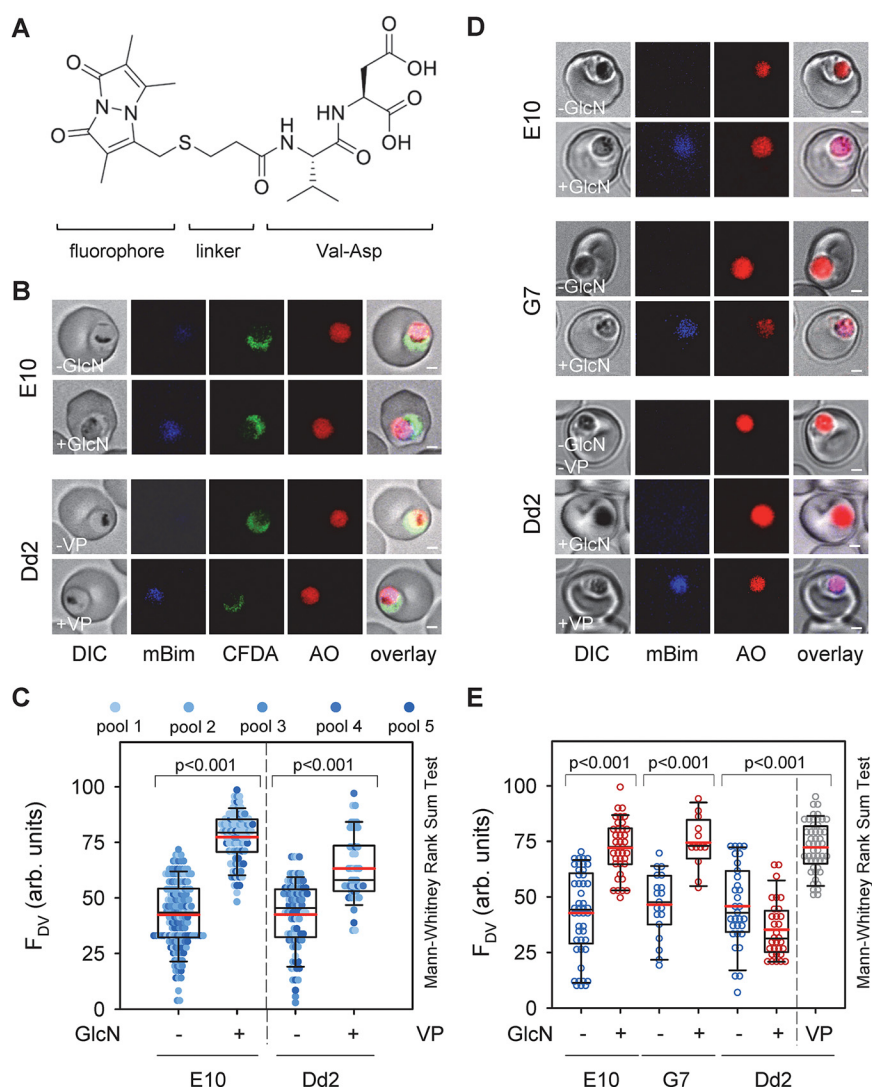 A
O
O
O
OH
N
N
S
O
H
N
H
N
O
O
OH
O
fluorophore
linker
Val-Asp
B
E10
-GlcN
+GlcN
Dd2
-VP
+VP
DIC
mBim
CFDA
AO
overlay
C
pool 1
pool 2
pool 3
pool 4
pool 5
p<0.001
p<0.001
100
75
50
25
0
FDV (arb. units)
Mann-Whitney Rank Sum Test
GlcN
-
+
-
+
VP
E10
Dd2
D
E10
-GlcN
+GlcN
G7
-GlcN
+GlcN
Dd2
-GlcN
-VP
+GlcN
+VP
DIC
mBim
AO
overlay
E
p<0.001
p<0.001
p<0.001
100
75
50
25
0
FDV (arb. units)
Mann-Whitney Rank Sum Test
GlcN
-
+
-
+
-
+
VP
E10
G7
Dd2